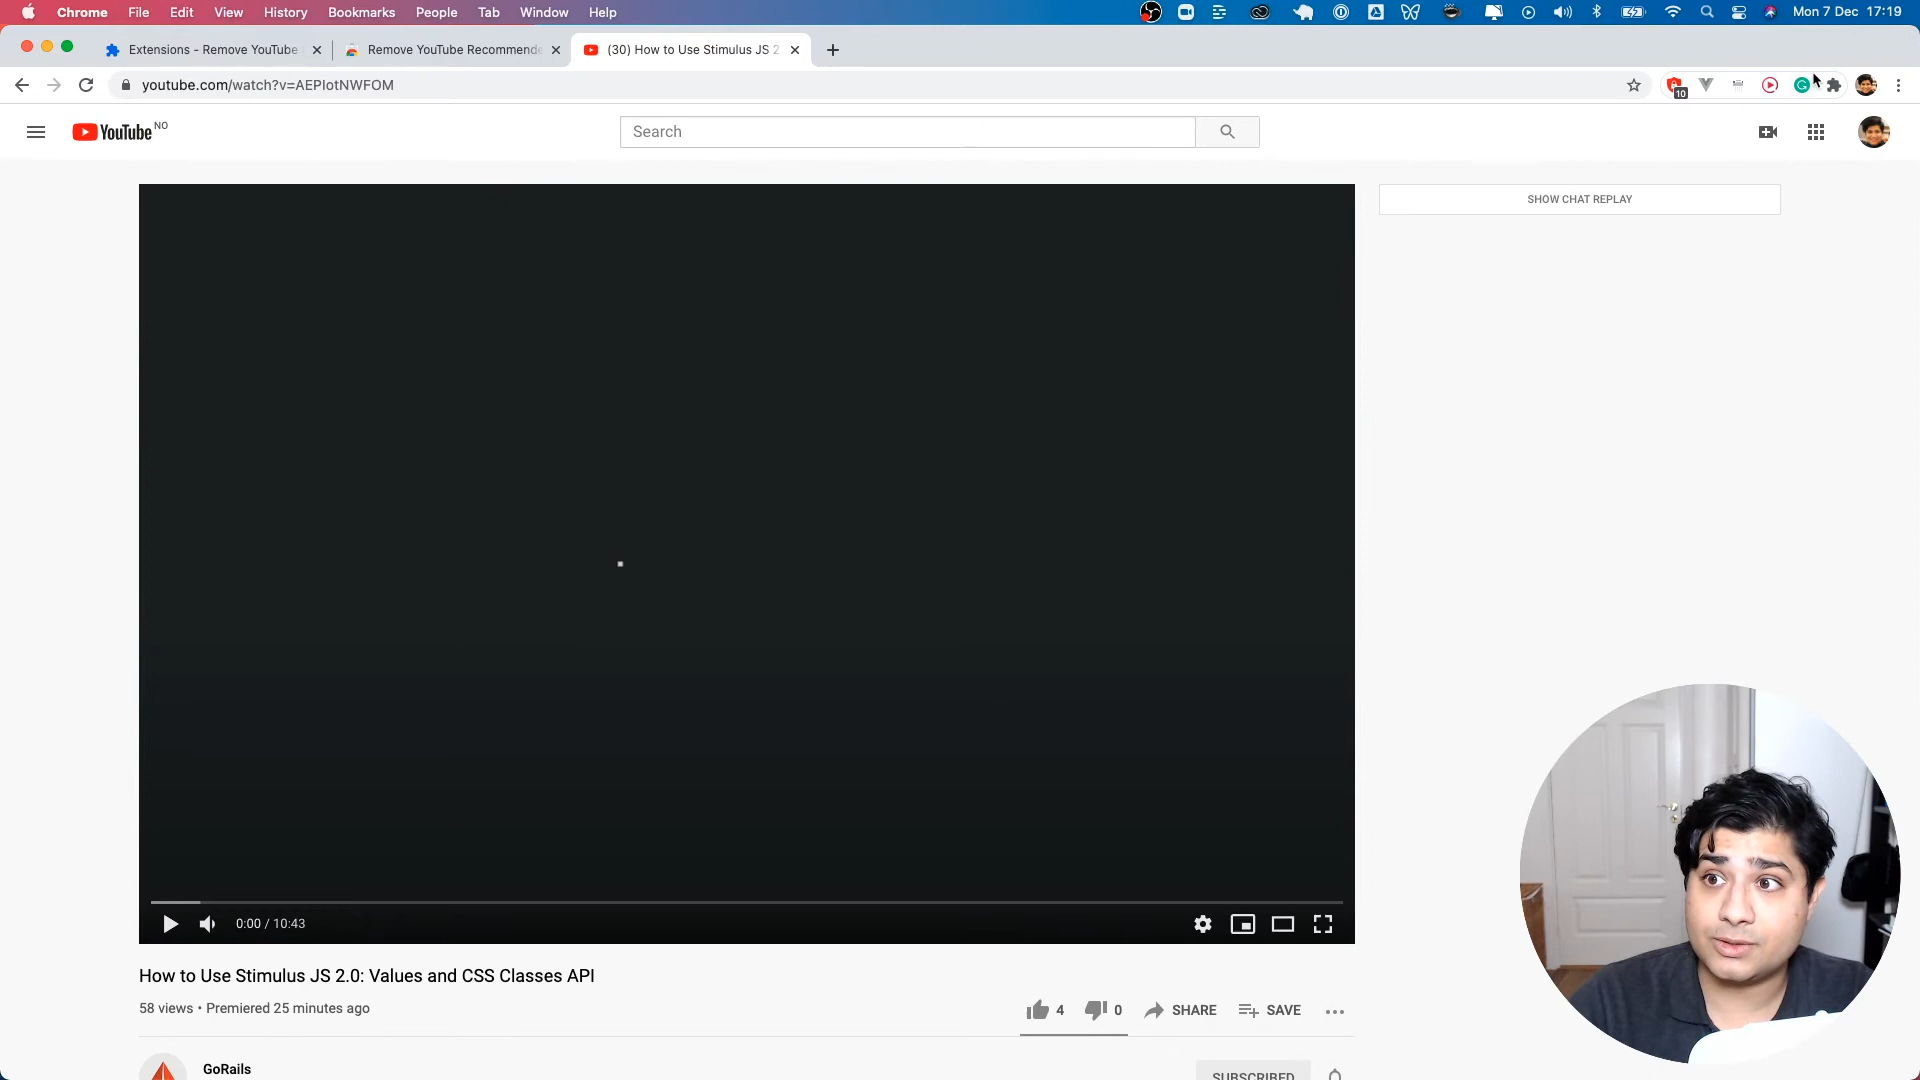 Chrome File Edit View History Bookmarks People Tab Window Help Mon 7 Dec 17:19
Extensions - Remove YouTube Remove YouTube Recommende (30) How to Use Stimulus JS 2
youtube.com/watch?v=AEPIotNWFOM 10
YouTube NO Search
SHOW CHAT REPLAY
0:00 / 10:43
How to Use Stimulus JS 2.0: Values and CSS Classes API
58 views • Premiered 25 minutes ago 4 0 SHARE SAVE
GoRails
SUBSCRIBED